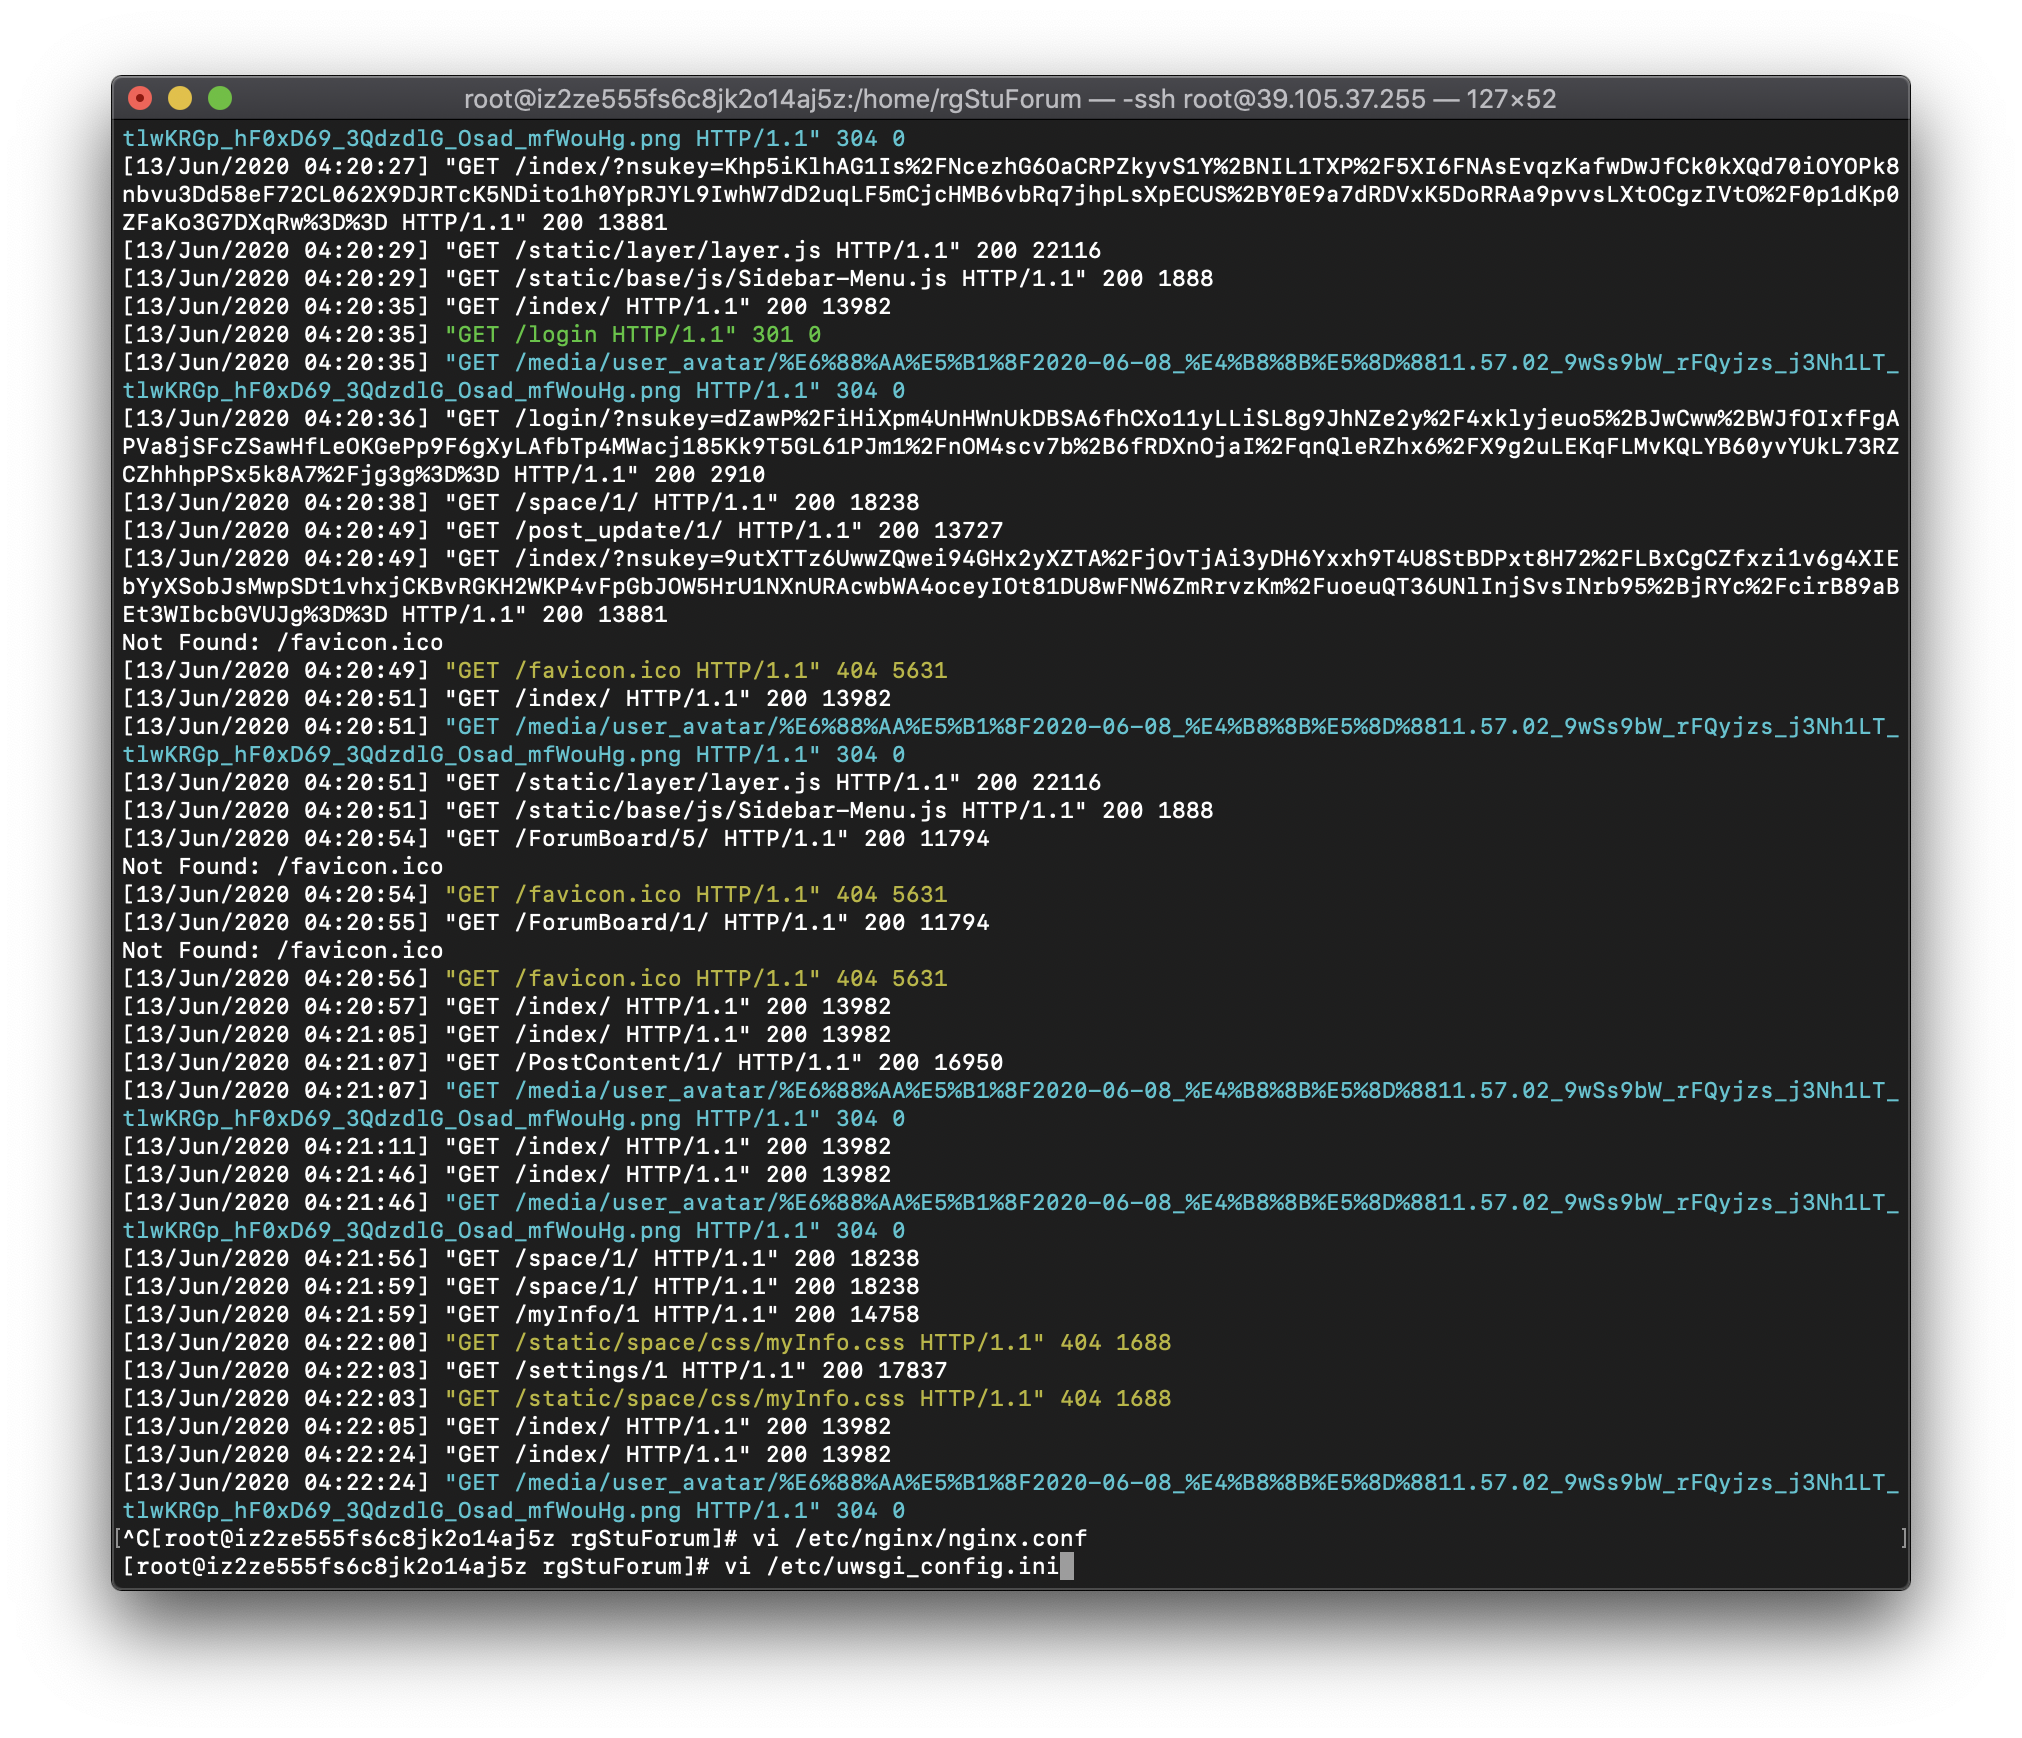 root@iz2ze555fs6c8jk2o14aj5z:/home/rgStuForum — -ssh root@39.105.37.255 — 127×52
tlwKRGp_hF0xD69_3QdzdlG_Osad_mfWouHg.png HTTP/1.1" 304 0
[13/Jun/2020 04:20:27] "GET /index/?nsukey=Khp5iKlhAG1Is%2FNcezhG6OaCRPZkyvS1Y%2BNIL1TXP%2F5XI6FNAsEvqzKafwDwJfCk0kXQd70iOYOPk8
nbvu3Dd58eF72CL062X9DJRTcK5NDito1h0YpRJYL9IwhW7dD2uqLF5mCjcHMB6vbRq7jhpLsXpECUS%2BY0E9a7dRDVxK5DoRRAa9pvvsLXtOCgzIVtO%2F0p1dKp0
ZFaKo3G7DXqRw%3D%3D HTTP/1.1" 200 13881
[13/Jun/2020 04:20:29] "GET /static/layer/layer.js HTTP/1.1" 200 22116
[13/Jun/2020 04:20:29] "GET /static/base/js/Sidebar-Menu.js HTTP/1.1" 200 1888
[13/Jun/2020 04:20:35] "GET /index/ HTTP/1.1" 200 13982
[13/Jun/2020 04:20:35] "GET /login HTTP/1.1" 301 0
[13/Jun/2020 04:20:35] "GET /media/user_avatar/%E6%88%AA%E5%B1%8F2020-06-08_%E4%B8%8B%E5%8D%8811.57.02_9wSs9bW_rFQyjzs_j3Nh1LT_
tlwKRGp_hF0xD69_3QdzdlG_Osad_mfWouHg.png HTTP/1.1" 304 0
[13/Jun/2020 04:20:36] "GET /login/?nsukey=dZawP%2FiHiXpm4UnHWnUkDBSA6fhCXo11yLLiSL8g9JhNZe2y%2F4xklyjeuo5%2BJwCww%2BWJfOIxfFgA
PVa8jSFcZSawHfLeOKGePp9F6gXyLAfbTp4MWacj185Kk9T5GL61PJm1%2FnOM4scv7b%2B6fRDXnOjaI%2FqnQleRZhx6%2FX9g2uLEKqFLMvKQLYB60yvYUkL73RZ
CZhhhpPSx5k8A7%2Fjg3g%3D%3D HTTP/1.1" 200 2910
[13/Jun/2020 04:20:38] "GET /space/1/ HTTP/1.1" 200 18238
[13/Jun/2020 04:20:49] "GET /post_update/1/ HTTP/1.1" 200 13727
[13/Jun/2020 04:20:49] "GET /index/?nsukey=9utXTTz6UwwZQwei94GHx2yXZTA%2FjOvTjAi3yDH6Yxxh9T4U8StBDPxt8H72%2FLBxCgCZfxzi1v6g4XIE
bYyXSobJsMwpSDt1vhxjCKBvRGKH2WKP4vFpGbJOW5HrU1NXnURAcwbWA4oceyIOt81DU8wFNW6ZmRrvzKm%2FuoeuQT36UNlInjSvsINrb95%2BjRYc%2FcirB89aB
Et3WIbcbGVUJg%3D%3D HTTP/1.1" 200 13881
Not Found: /favicon.ico
[13/Jun/2020 04:20:49] "GET /favicon.ico HTTP/1.1" 404 5631
[13/Jun/2020 04:20:51] "GET /index/ HTTP/1.1" 200 13982
[13/Jun/2020 04:20:51] "GET /media/user_avatar/%E6%88%AA%E5%B1%8F2020-06-08_%E4%B8%8B%E5%8D%8811.57.02_9wSs9bW_rFQyjzs_j3Nh1LT_
tlwKRGp_hF0xD69_3QdzdlG_Osad_mfWouHg.png HTTP/1.1" 304 0
[13/Jun/2020 04:20:51] "GET /static/layer/layer.js HTTP/1.1" 200 22116
[13/Jun/2020 04:20:51] "GET /static/base/js/Sidebar-Menu.js HTTP/1.1" 200 1888
[13/Jun/2020 04:20:54] "GET /ForumBoard/5/ HTTP/1.1" 200 11794
Not Found: /favicon.ico
[13/Jun/2020 04:20:54] "GET /favicon.ico HTTP/1.1" 404 5631
[13/Jun/2020 04:20:55] "GET /ForumBoard/1/ HTTP/1.1" 200 11794
Not Found: /favicon.ico
[13/Jun/2020 04:20:56] "GET /favicon.ico HTTP/1.1" 404 5631
[13/Jun/2020 04:20:57] "GET /index/ HTTP/1.1" 200 13982
[13/Jun/2020 04:21:05] "GET /index/ HTTP/1.1" 200 13982
[13/Jun/2020 04:21:07] "GET /PostContent/1/ HTTP/1.1" 200 16950
[13/Jun/2020 04:21:07] "GET /media/user_avatar/%E6%88%AA%E5%B1%8F2020-06-08_%E4%B8%8B%E5%8D%8811.57.02_9wSs9bW_rFQyjzs_j3Nh1LT_
tlwKRGp_hF0xD69_3QdzdlG_Osad_mfWouHg.png HTTP/1.1" 304 0
[13/Jun/2020 04:21:11] "GET /index/ HTTP/1.1" 200 13982
[13/Jun/2020 04:21:46] "GET /index/ HTTP/1.1" 200 13982
[13/Jun/2020 04:21:46] "GET /media/user_avatar/%E6%88%AA%E5%B1%8F2020-06-08_%E4%B8%8B%E5%8D%8811.57.02_9wSs9bW_rFQyjzs_j3Nh1LT_
tlwKRGp_hF0xD69_3QdzdlG_Osad_mfWouHg.png HTTP/1.1" 304 0
[13/Jun/2020 04:21:56] "GET /space/1/ HTTP/1.1" 200 18238
[13/Jun/2020 04:21:59] "GET /space/1/ HTTP/1.1" 200 18238
[13/Jun/2020 04:21:59] "GET /myInfo/1 HTTP/1.1" 200 14758
[13/Jun/2020 04:22:00] "GET /static/space/css/myInfo.css HTTP/1.1" 404 1688
[13/Jun/2020 04:22:03] "GET /settings/1 HTTP/1.1" 200 17837
[13/Jun/2020 04:22:03] "GET /static/space/css/myInfo.css HTTP/1.1" 404 1688
[13/Jun/2020 04:22:05] "GET /index/ HTTP/1.1" 200 13982
[13/Jun/2020 04:22:24] "GET /index/ HTTP/1.1" 200 13982
[13/Jun/2020 04:22:24] "GET /media/user_avatar/%E6%88%AA%E5%B1%8F2020-06-08_%E4%B8%8B%E5%8D%8811.57.02_9wSs9bW_rFQyjzs_j3Nh1LT_
tlwKRGp_hF0xD69_3QdzdlG_Osad_mfWouHg.png HTTP/1.1" 304 0
[^C[root@iz2ze555fs6c8jk2o14aj5z rgStuForum]# vi /etc/nginx/nginx.conf ]
[root@iz2ze555fs6c8jk2o14aj5z rgStuForum]# vi /etc/uwsgi_config.ini